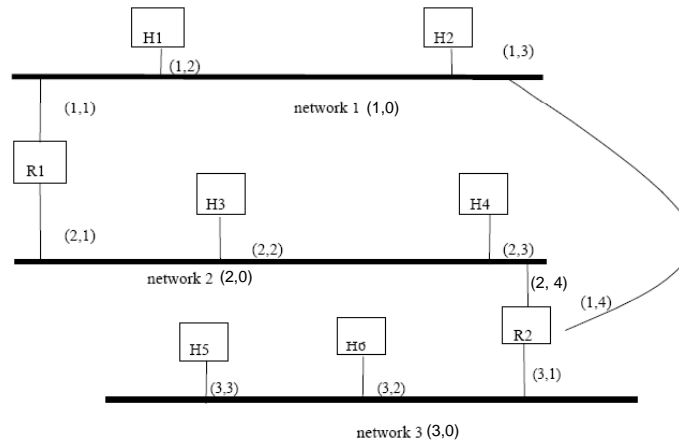 H1
H2
(1,2)
(1,3)
(1,1)
network 1 (1,0)
R1
H3
H4
(2,1)
(2,2)
(2,3)
network 2 (2,0)
(2, 4)
(1,4)
R2
H5
H6
(3,1)
(3,3)
(3,2)
network 3 (3,0)